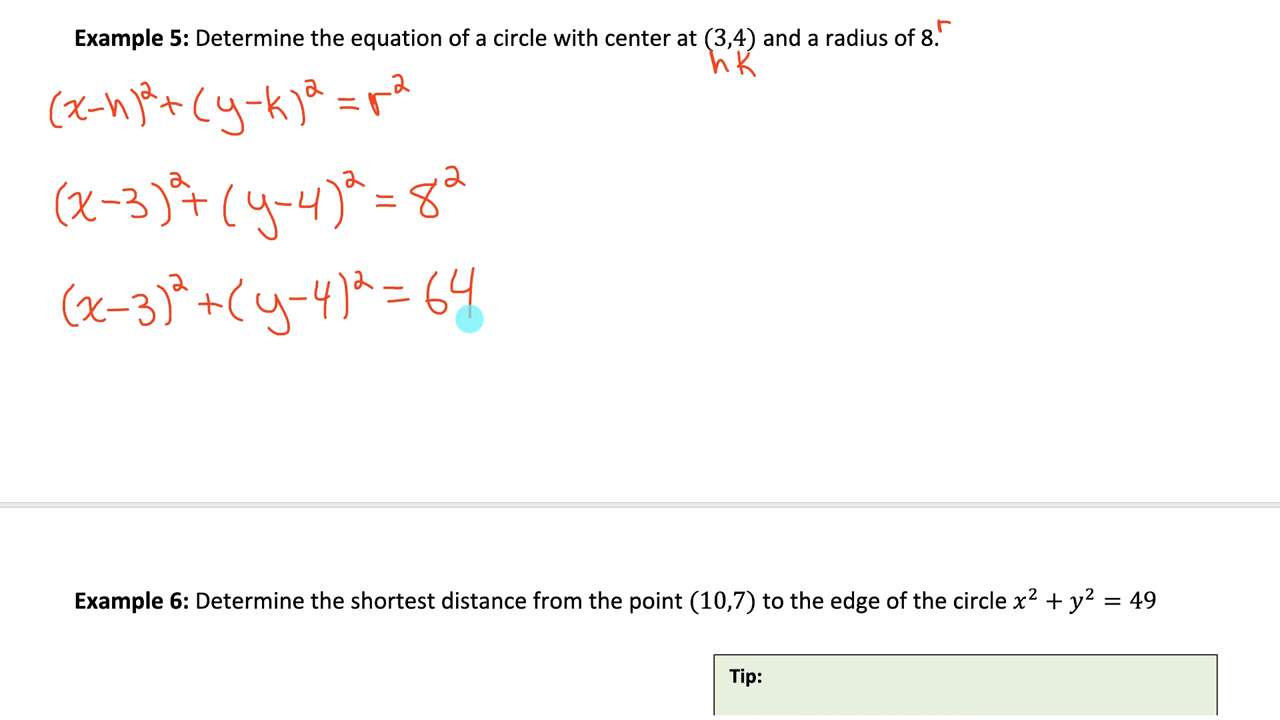 Example 5: Determine the equation of a circle with center at (3,4) and a radius of 8. r
h k
(x-h)²+(y-k)²=r²
(x-3)²+(y-4)²=8²
(x-3)²+(y-4)²=64
Example 6: Determine the shortest distance from the point (10,7) to the edge of the circle x² + y² = 49
Tip: